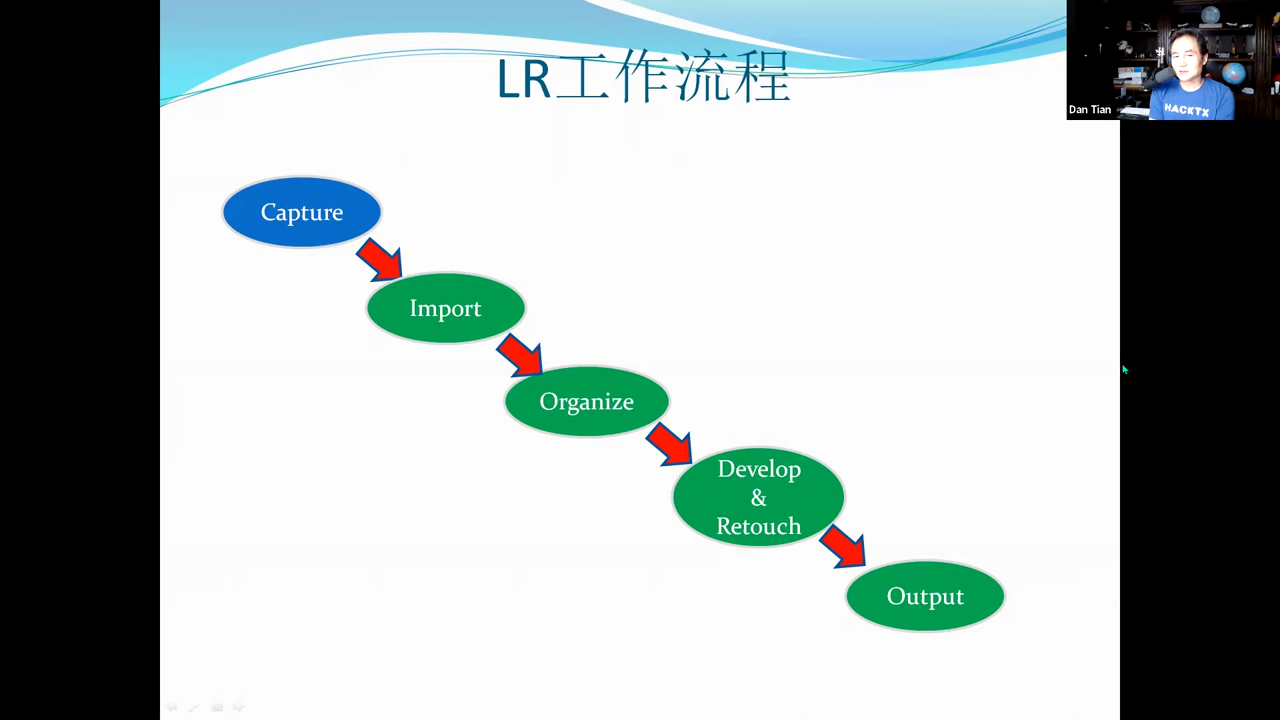 LR工作流程
Dan Tian
HACKTX
Capture
Import
Organize
Develop
&
Retouch
Output